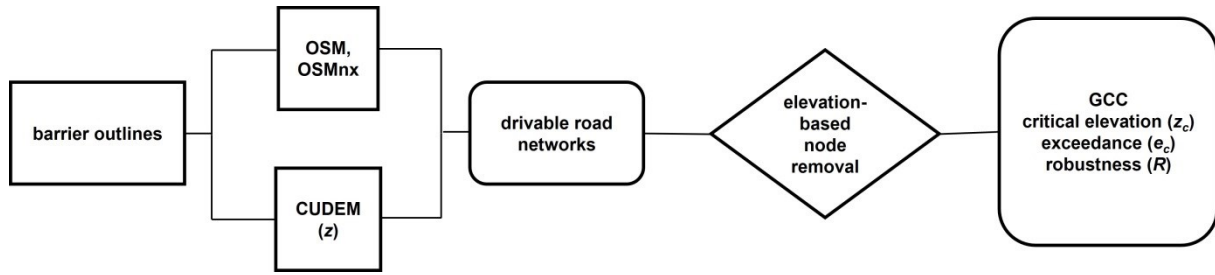 barrier outlines
OSM,
OSMnx
CUDEM
(z)
drivable road
networks
elevation-
based
node
removal
GCC
critical elevation (zc)
exceedance (ec)
robustness (R)